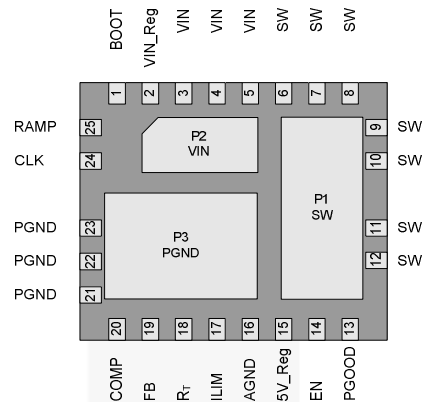 BOOT
VIN_Reg
VIN
VIN
VIN
SW
SW
SW
1
2
3
4
5
6
7
8
RAMP
25
CLK
24
PGND
23
PGND
22
PGND
21
P2
VIN
P1
SW
P3
PGND
9
SW
10
SW
11
SW
12
SW
20
19
18
17
16
15
14
13
COMP
FB
RT
ILIM
AGND
5V_Reg
EN
PGOOD